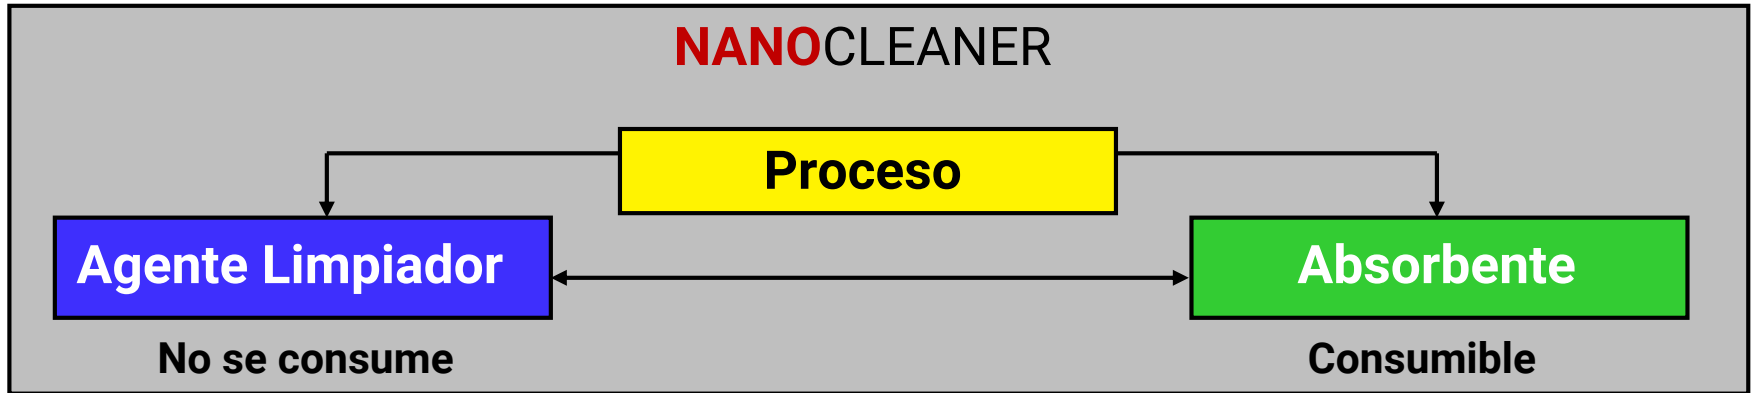 NANOCLEANER
Proceso
Agente Limpiador
Absorbente
No se consume
Consumible